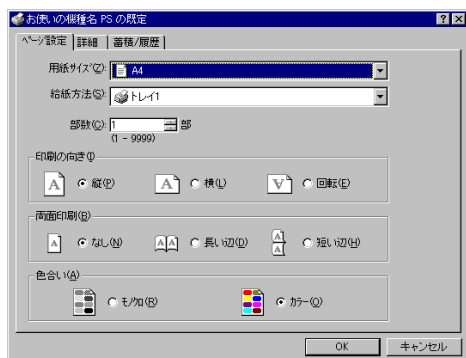 お使いの機種名 PS の既定
ページ設定 詳細 蓄積/履歴
用紙サイズ(Z): A4
給紙方法(S): トレイ1
部数(C): 1 部
(1 - 9999)
印刷の向き(I)
A 縦(P) A 横(L) A 回転(E)
両面印刷(B)
A なし(N) A A 長い辺(D) A A 短い辺(H)
色合い(A)
モノクロ(R) カラー(O)
OK キャンセル